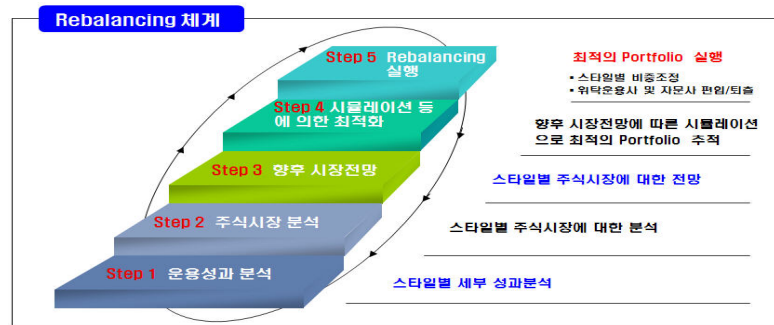 Rebalancing 체계
Step 5 Rebalancing
실행
최적의 Portfolio 실행
▪ 스타일별 비중조정
▪ 위탁운용사 및 자문사 편입/퇴출
Step 4 시뮬레이션 등
에 의한 최적화
향후 시장전망에 따른 시뮬레이션
으로 최적의 Portfolio 추적
Step 3 향후 시장전망
스타일별 주식시장에 대한 전망
Step 2 주식시장 분석
스타일별 주식시장에 대한 분석
Step 1 운용성과 분석
스타일별 세부 성과분석